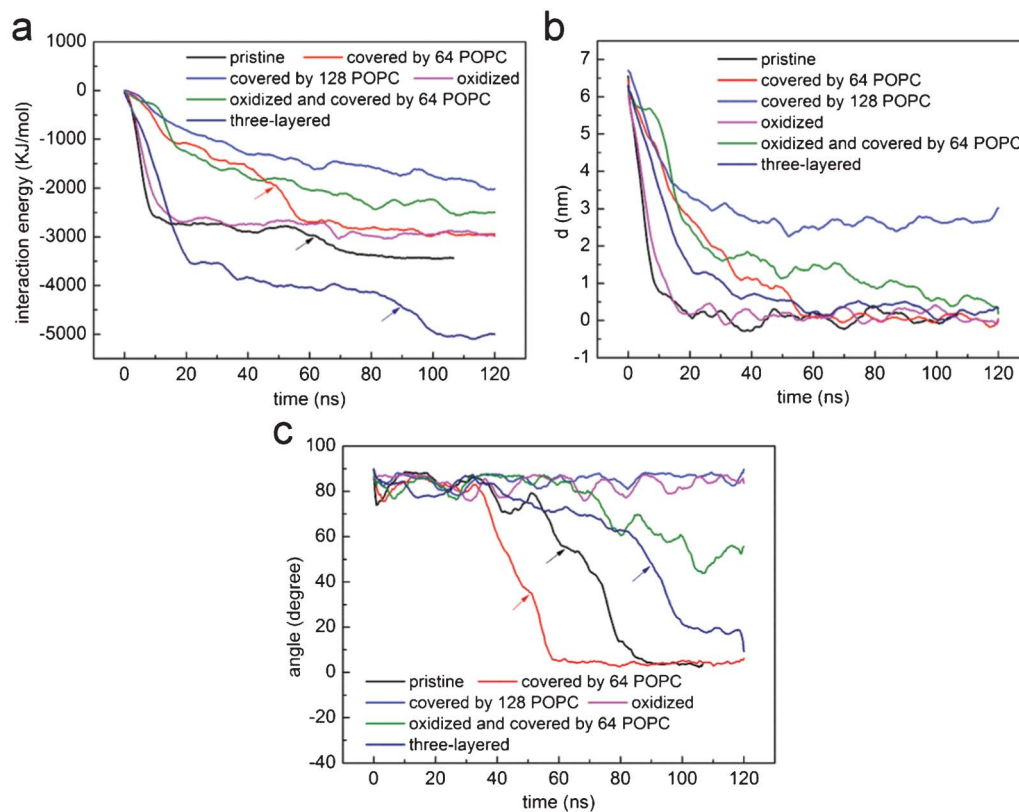 a
1000
0
-1000
-2000
-3000
-4000
-5000
interaction energy (KJ/mol)
pristine covered by 64 POPC
covered by 128 POPC oxidized
oxidized and covered by 64 POPC
three-layered
0 20 40 60 80 100 120
time (ns)
b
7
6
5
4
3
2
1
0
-1
d (nm)
pristine
covered by 64 POPC
covered by 128 POPC
oxidized
oxidized and covered by 64 POPC
three-layered
0 20 40 60 80 100 120
time (ns)
c
100
80
60
40
20
0
-20
-40
angle (degree)
pristine covered by 64 POPC
covered by 128 POPC oxidized
oxidized and covered by 64 POPC
three-layered
0 20 40 60 80 100 120
time (ns)